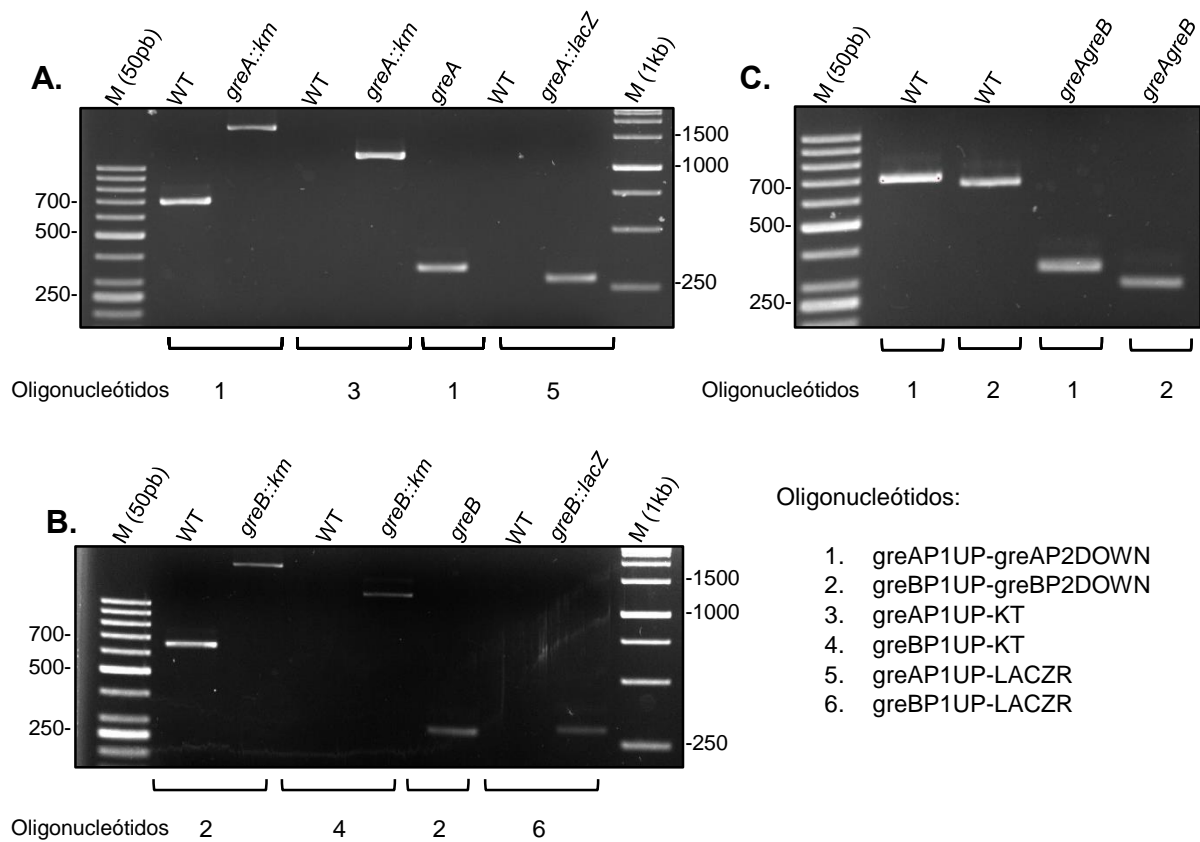 A.
M (50pb)
WT
greA::km
WT
greA::km
greA
WT
greA::lacZ
M (1kb)
700-
500-
250-
-1500
-1000
-250
Oligonucleótidos 1 3 1 5
C.
M (50pb)
WT
WT
greAgreB
greAgreB
700-
500-
250-
Oligonucleótidos 1 2 1 2
B.
M (50pb)
WT
greB::km
WT
greB::km
greB
WT
greB::lacZ
M (1kb)
700-
500-
250-
-1500
-1000
-250
Oligonucleótidos 2 4 2 6
Oligonucleótidos:
1. greAP1UP-greAP2DOWN
2. greBP1UP-greBP2DOWN
3. greAP1UP-KT
4. greBP1UP-KT
5. greAP1UP-LACZR
6. greBP1UP-LACZR